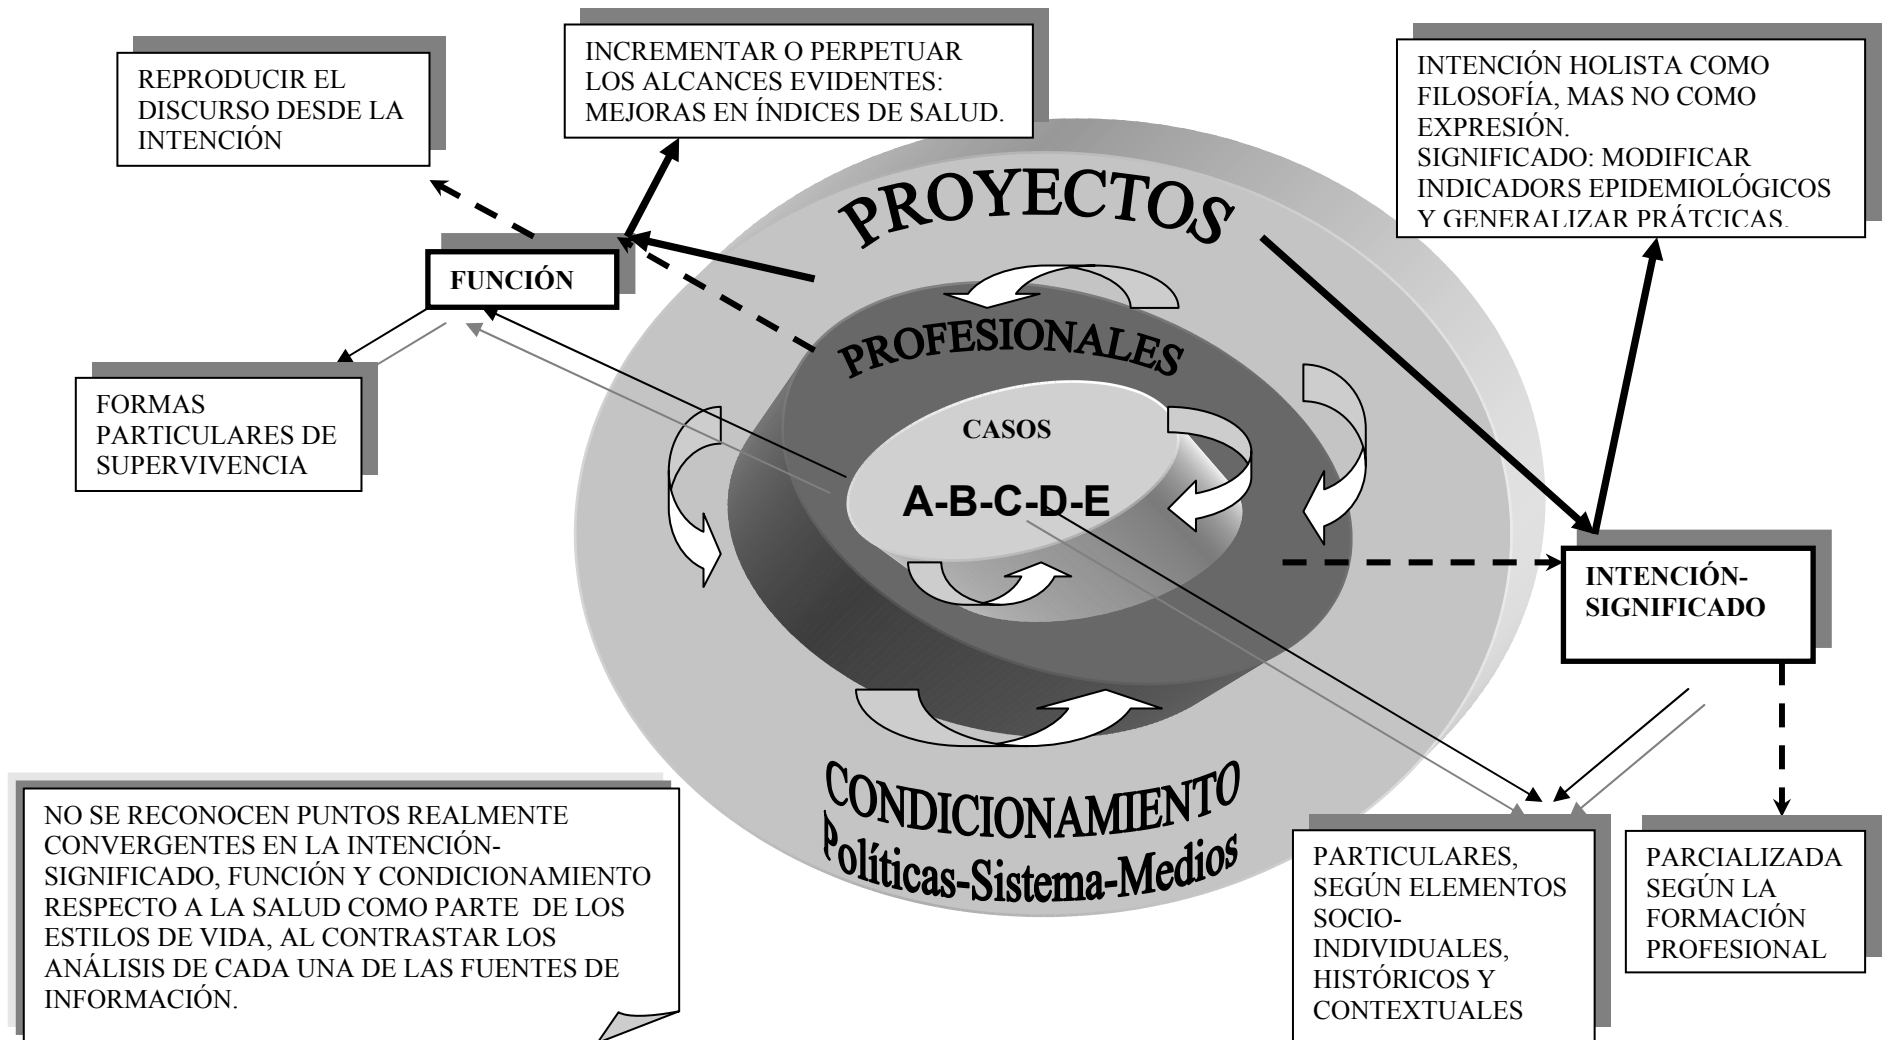 REPRODUCIR EL
DISCURSO DESDE LA
INTENCIÓN
INCREMENTAR O PERPETUAR
LOS ALCANCES EVIDENTES:
MEJORAS EN ÍNDICES DE SALUD.
INTENCIÓN HOLISTA COMO
FILOSOFÍA, MAS NO COMO
EXPRESIÓN.
SIGNIFICADO: MODIFICAR
INDICADORS EPIDEMIOLÓGICOS
Y GENERALIZAR PRÁTCICAS.
PROYECTOS
FUNCIÓN
PROFESIONALES
FORMAS
PARTICULARES DE
SUPERVIVENCIA
CASOS
A-B-C-D-E
INTENCIÓN-
SIGNIFICADO
CONDICIONAMIENTO
Políticas-Sistema-Medios
NO SE RECONOCEN PUNTOS REALMENTE
CONVERGENTES EN LA INTENCIÓN-
SIGNIFICADO, FUNCIÓN Y CONDICIONAMIENTO
RESPECTO A LA SALUD COMO PARTE DE LOS
ESTILOS DE VIDA, AL CONTRASTAR LOS
ANÁLISIS DE CADA UNA DE LAS FUENTES DE
INFORMACIÓN.
PARTICULARES,
SEGÚN ELEMENTOS
SOCIO-
INDIVIDUALES,
HISTÓRICOS Y
CONTEXTUALES
PARCIALIZADA
SEGÚN LA
FORMACIÓN
PROFESIONAL